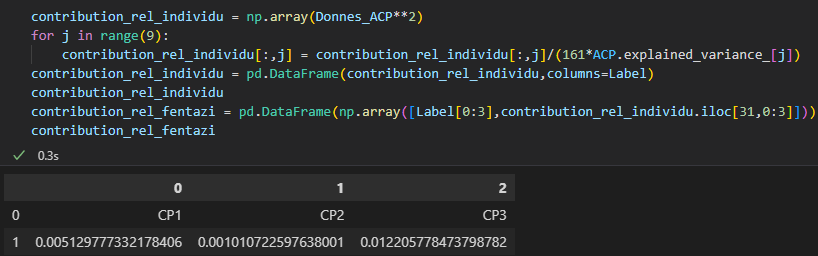 contribution_rel_individu = np.array(Donnes_ACP**2)
for j in range(9):
    contribution_rel_individu[:,j] = contribution_rel_individu[:,j]/(161*ACP.explained_variance_[j])
contribution_rel_individu = pd.DataFrame(contribution_rel_individu,columns=Label)
contribution_rel_individu
contribution_rel_fentazi = pd.DataFrame(np.array([Label[0:3],contribution_rel_individu.iloc[31,0:3]]))
contribution_rel_fentazi
✓ 0.3s
0 1 2
0 CP1 CP2 CP3
1 0.005129777332178406 0.001010722597638001 0.012205778473798782